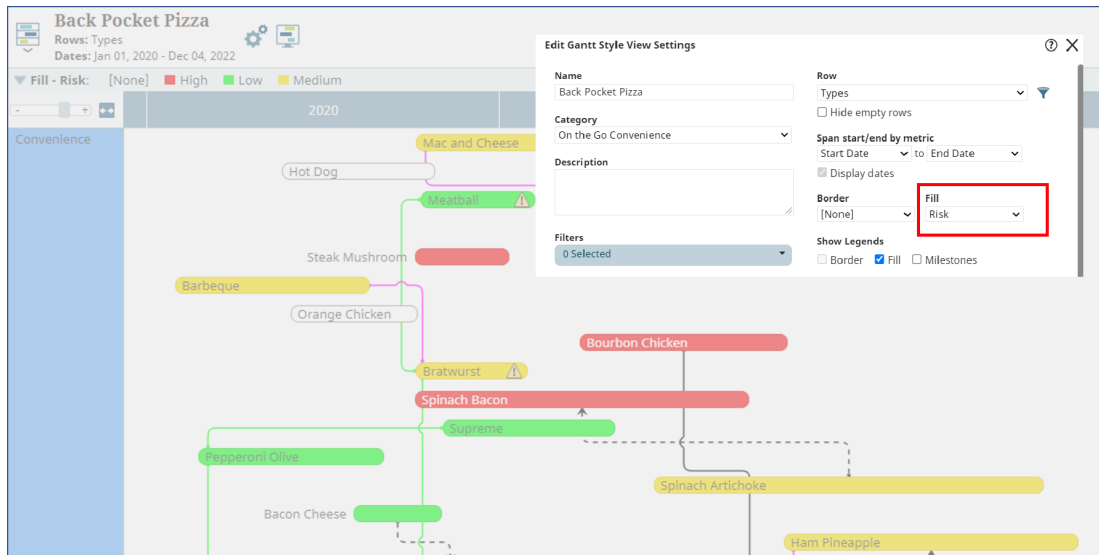 Back Pocket Pizza
Rows: Types
Dates: Jan 01, 2020 - Dec 04, 2022
Fill - Risk: [None] High Low Medium
- +
2020
Convenience
Mac and Cheese
Hot Dog
Meatball
Steak Mushroom
Barbeque
Orange Chicken
Bourbon Chicken
Bratwurst
Spinach Bacon
Supreme
Pepperoni Olive
Spinach Artichoke
Bacon Cheese
Ham Pineapple
Edit Gantt Style View Settings
?
Name
Back Pocket Pizza
Category
On the Go Convenience
Description
Filters
0 Selected
Row
Types
Hide empty rows
Span start/end by metric
Start Date to End Date
Display dates
Border Fill
[None] Risk
Show Legends
Border Fill Milestones